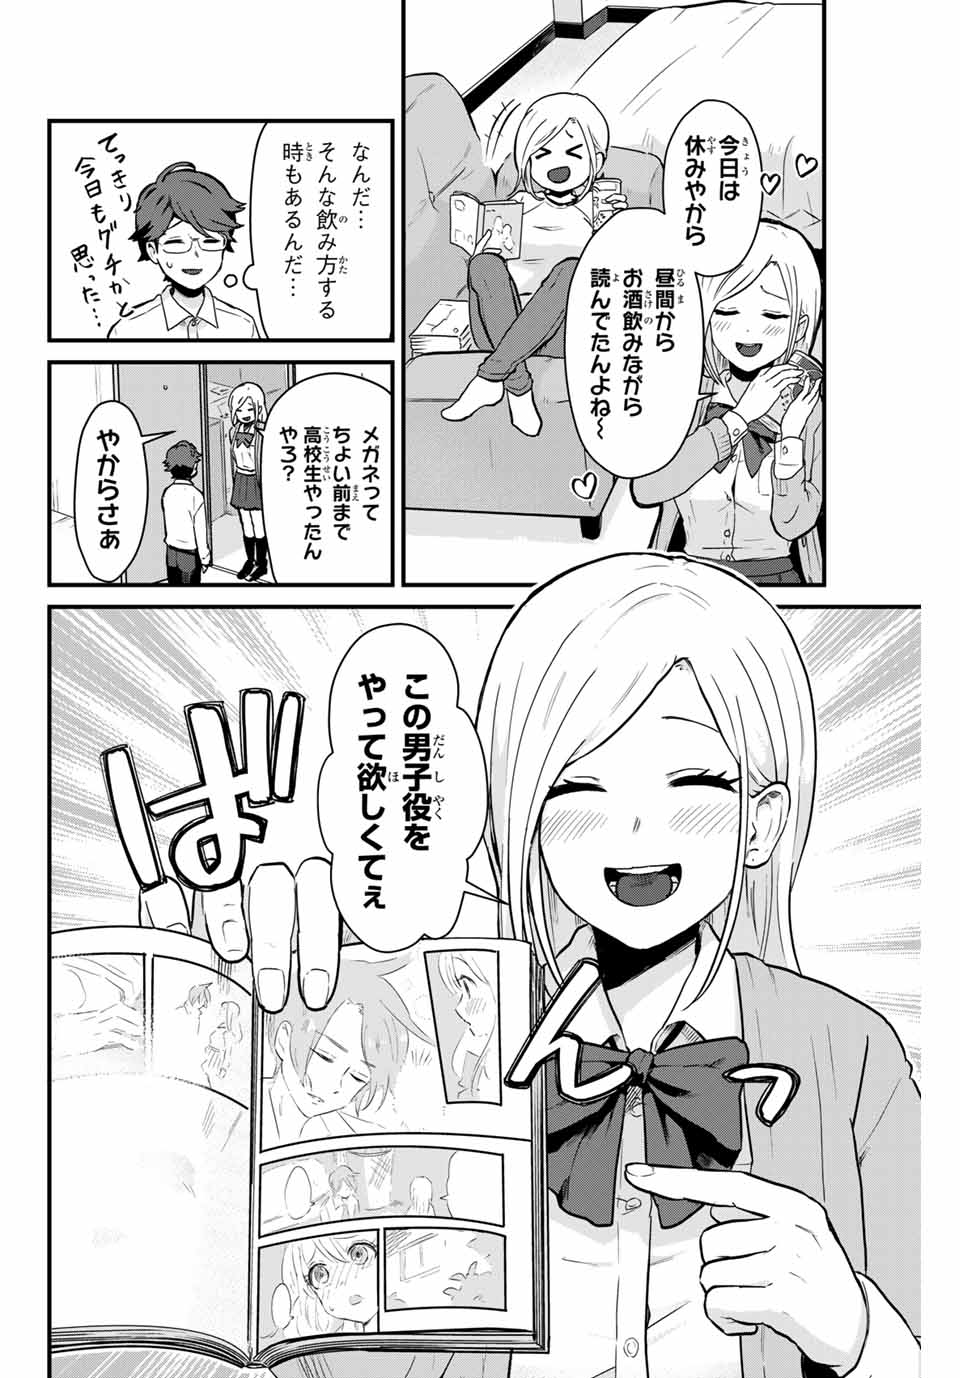 今日は
休みやから
昼間から
お酒飲みながら
読んでたんよね〜
なんだ…
そんな飲み方する
時もあるんだ…
てっきり
今日もグチかと
思った…
メガネって
ちょい前まで
高校生やったん
やろ？
やからさぁ
この男子役を
やって欲しくてぇ
ばんっ